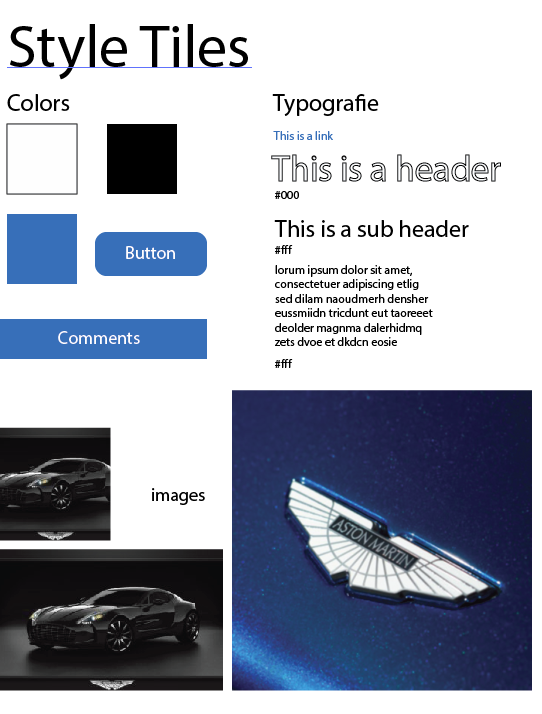 Style Tiles
Colors
Button
Comments
Typografie
This is a link
This is a header
#000
This is a sub header
#fff
lorum ipsum dolor sit amet,
consectetuer adipiscing etlig
sed dilam naoudmerh densher
eussmiidn tricdunt eut taoreeet
deolder magnma dalerhidmq
zets dvoe et dkdcn eosie
#fff
images
ASTON MARTIN